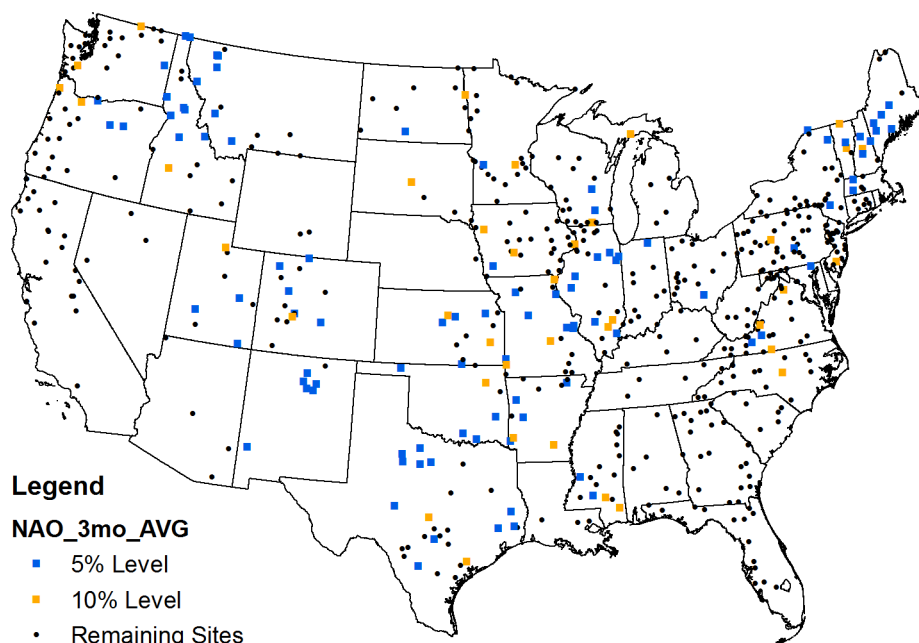 Legend
NAO_3mo_AVG
5% Level
10% Level
Remaining Sites